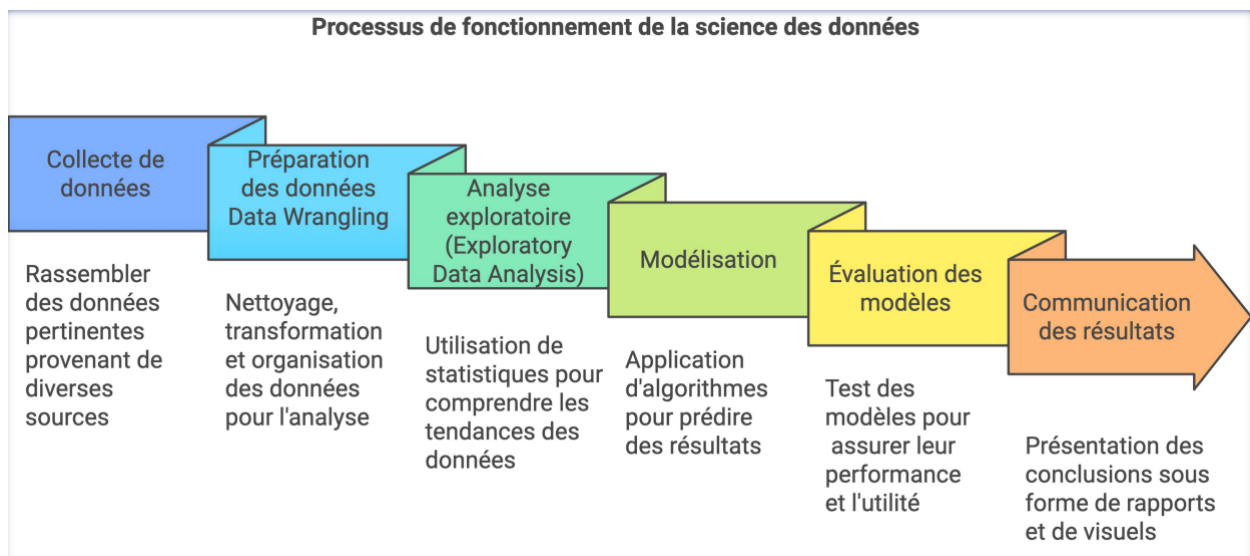 Processus de fonctionnement de la science des données
Collecte de
données
Rassembler
des données
pertinentes
provenant de
diverses
sources
Préparation
des données
Data Wrangling
Nettoyage,
transformation
et organisation
des données
pour l'analyse
Analyse
exploratoire
(Exploratory
Data Analysis)
Utilisation de
statistiques pour
comprendre les
tendances des
données
Modélisation
Application
d'algorithmes
pour prédire
des résultats
Évaluation des
modèles
Test des
modèles pour
assurer leur
performance
et l'utilité
Communication
des résultats
Présentation des
conclusions sous
forme de rapports
et de visuels